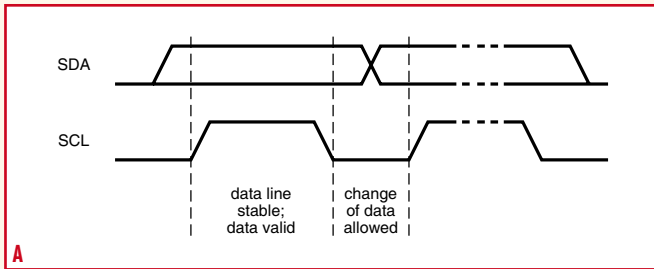 SDA
SCL
data line
stable;
data valid
change
of data
allowed
A